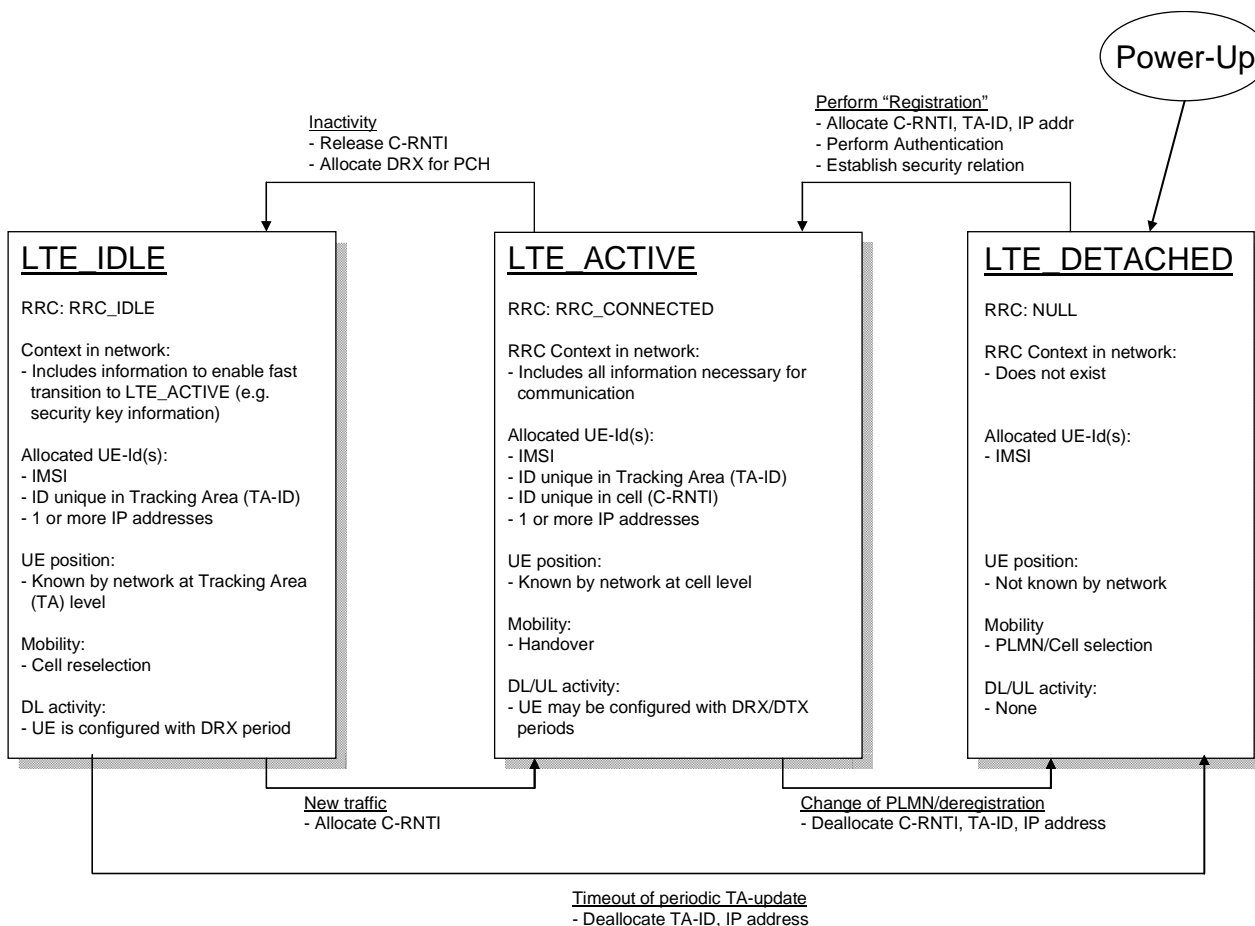 Power-Up
Inactivity
- Release C-RNTI
- Allocate DRX for PCH
Perform “Registration”
- Allocate C-RNTI, TA-ID, IP addr
- Perform Authentication
- Establish security relation
LTE_IDLE
RRC: RRC_IDLE
Context in network:
- Includes information to enable fast
transition to LTE_ACTIVE (e.g.
security key information)
Allocated UE-Id(s):
- IMSI
- ID unique in Tracking Area (TA-ID)
- 1 or more IP addresses
UE position:
- Known by network at Tracking Area
(TA) level
Mobility:
- Cell reselection
DL activity:
- UE is configured with DRX period
LTE_ACTIVE
RRC: RRC_CONNECTED
RRC Context in network:
- Includes all information necessary for
communication
Allocated UE-Id(s):
- IMSI
- ID unique in Tracking Area (TA-ID)
- ID unique in cell (C-RNTI)
- 1 or more IP addresses
UE position:
- Known by network at cell level
Mobility:
- Handover
DL/UL activity:
- UE may be configured with DRX/DTX
periods
LTE_DETACHED
RRC: NULL
RRC Context in network:
- Does not exist
Allocated UE-Id(s):
- IMSI
UE position:
- Not known by network
Mobility
- PLMN/Cell selection
DL/UL activity:
- None
New traffic
- Allocate C-RNTI
Change of PLMN/deregistration
- Deallocate C-RNTI, TA-ID, IP address
Timeout of periodic TA-update
- Deallocate TA-ID, IP address